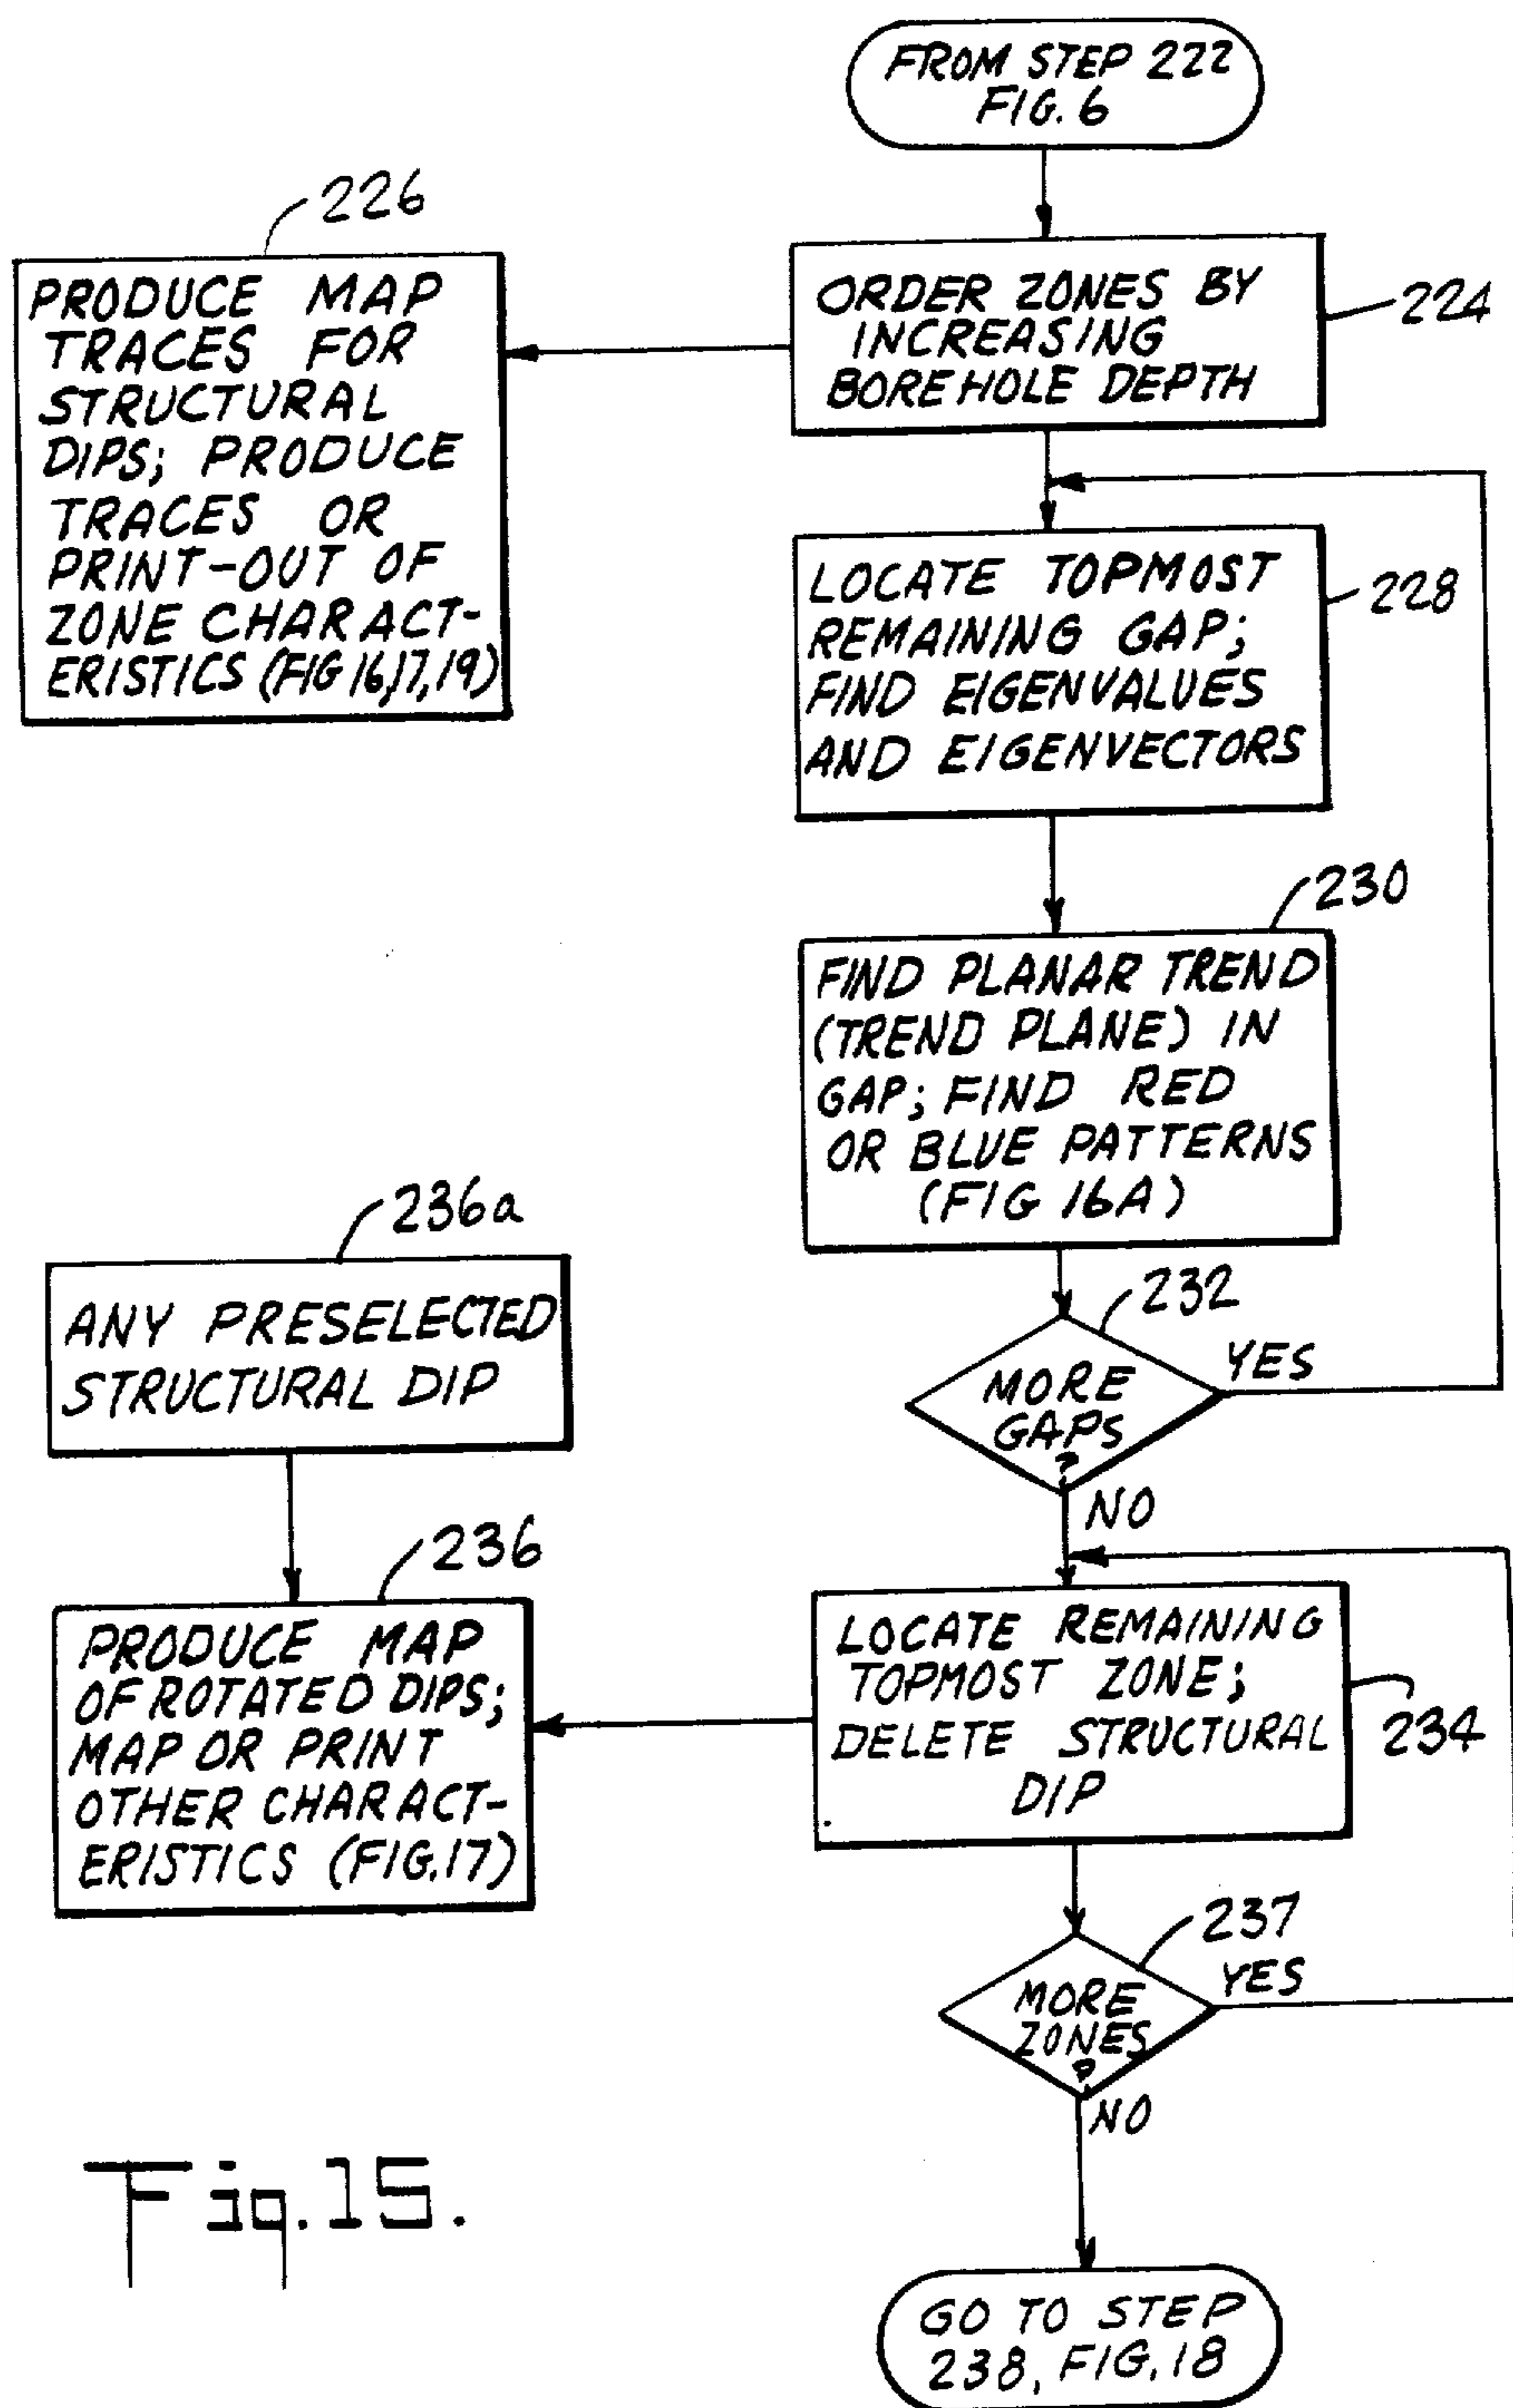 FROM STEP 222
FIG. 6
226
PRODUCE MAP
TRACES FOR
STRUCTURAL
DIPS; PRODUCE
TRACES OR
PRINT-OUT OF
ZONE CHARACT-
ERISTICS (FIG 16,17,19)
ORDER ZONES BY
INCREASING
BOREHOLE DEPTH
224
LOCATE TOPMOST
REMAINING GAP;
FIND EIGENVALUES
AND EIGENVECTORS
228
230
FIND PLANAR TREND
(TREND PLANE) IN
GAP; FIND RED
OR BLUE PATTERNS
(FIG 16A)
232
MORE
GAPS
?
YES
NO
236a
ANY PRESELECTED
STRUCTURAL DIP
236
PRODUCE MAP
OF ROTATED DIPS;
MAP OR PRINT
OTHER CHARACT-
ERISTICS (FIG.17)
LOCATE REMAINING
TOPMOST ZONE;
DELETE STRUCTURAL
DIP
234
237
MORE
ZONES
?
YES
NO
GO TO STEP
238, FIG.18
Fig.15.